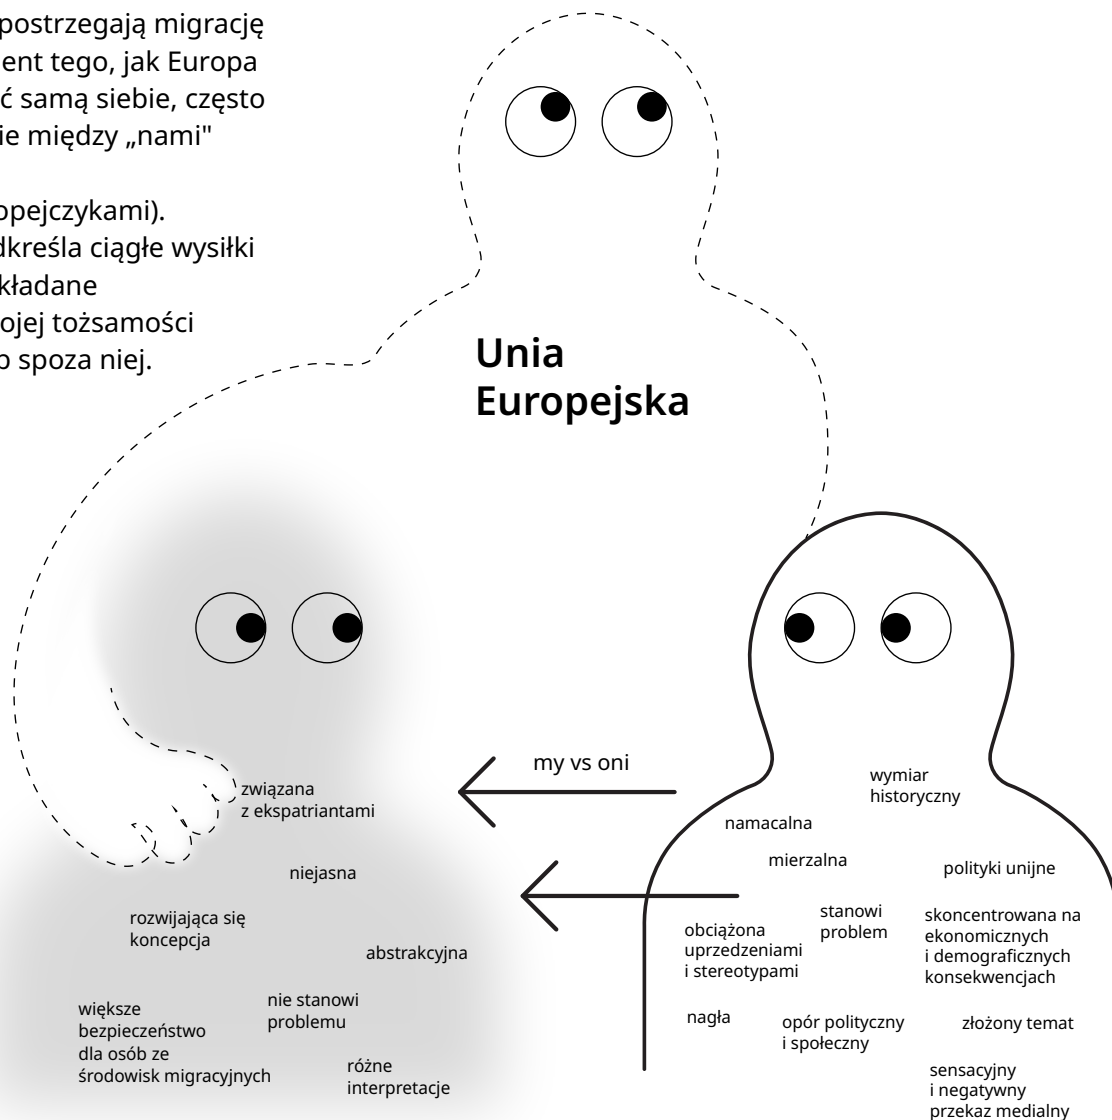 postrzegają migrację
ent tego, jak Europa
ć samą siebie, często
ie między „nami"
opejczykami).
dkreśla ciągłe wysiłki
kładane
ojej tożsamości
o spoza niej.
Unia
Europejska
my vs oni
związana
z ekspatriantami
niejasna
rozwijająca się
koncepcja
abstrakcyjna
większe
bezpieczeństwo
dla osób ze
środowisk migracyjnych
nie stanowi
problemu
różne
interpretacje
wymiar
historyczny
namacalna
mierzalna
polityki unijne
obciążona
uprzedzeniami
i stereotypami
stanowi
problem
skoncentrowana na
ekonomicznych
i demograficznych
konsekwencjach
nagła
opór polityczny
i społeczny
złożony temat
sensacyjny
i negatywny
przekaz medialny